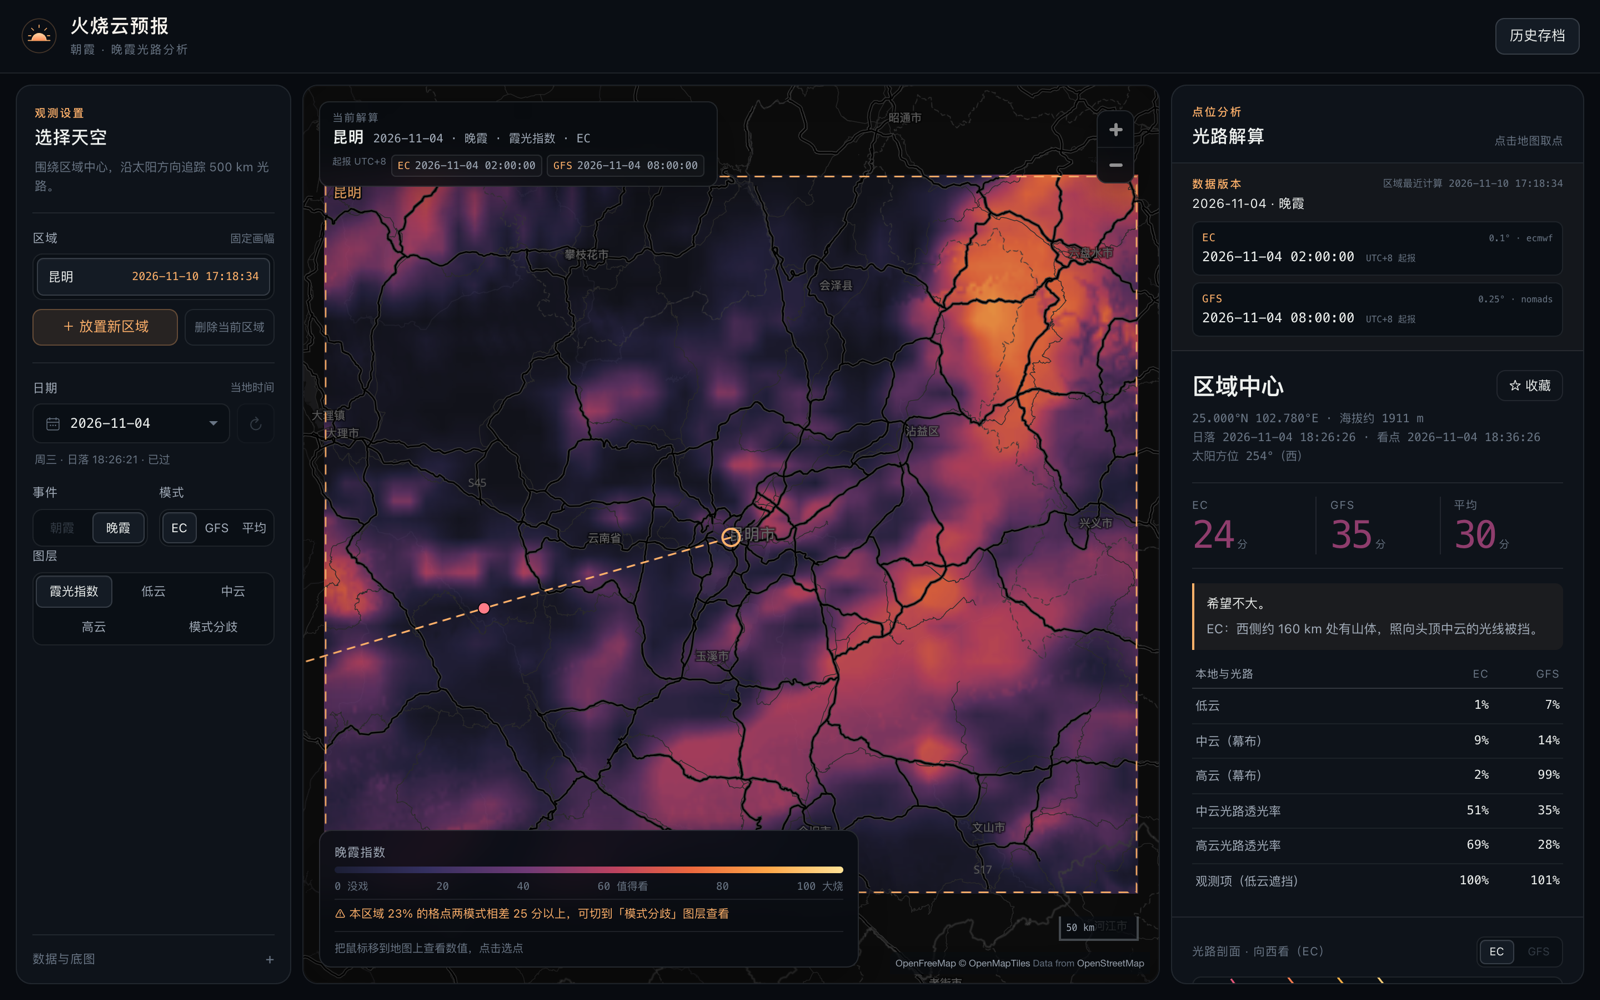 火烧云预报
朝霞 · 晚霞光路分析
历史存档
观测设置
选择天空
围绕区域中心，沿太阳方向追踪 500 km 光
路。
区域
固定画幅
昆明
2026-11-10 17:18:34
+ 放置新区域
删除当前区域
日期
当地时间
2026-11-04
周三 · 日落 18:26:21 · 已过
事件
模式
朝霞
晚霞
EC
GFS
平均
图层
霞光指数
低云
中云
高云
模式分歧
数据与底图
+
当前解算
昆明 2026-11-04 · 晚霞 · 霞光指数 · EC
起报 UTC+8
EC 2026-11-04 02:00:00
GFS 2026-11-04 08:00:00
昆明
+
−
昭通市
攀枝花市
会泽县
大理市
沾益区
S45
云南省
昆明市
兴义市
玉溪市
文山市
S17
晚霞指数
0 没戏
20
40
60 值得看
80
100 大烧
⚠ 本区域 23% 的格点两模式相差 25 分以上，可切到「模式分歧」图层查看
把鼠标移到地图上查看数值，点击选点
50 km
OpenFreeMap © OpenMapTiles Data from OpenStreetMap
点位分析
光路解算
点击地图取点
数据版本
区域最近计算 2026-11-10 17:18:34
2026-11-04 · 晚霞
EC
0.1° · ecmwf
2026-11-04 02:00:00 UTC+8 起报
GFS
0.25° · nomads
2026-11-04 08:00:00 UTC+8 起报
区域中心
☆ 收藏
25.000°N 102.780°E · 海拔约 1911 m
日落 2026-11-04 18:26:26 · 看点 2026-11-04 18:36:26
太阳方位 254° (西)
EC
24 分
GFS
35 分
平均
30 分
希望不大。
EC：西侧约 160 km 处有山体，照向头顶中云的光线被挡。
本地与光路 EC GFS
低云 1% 7%
中云（幕布） 9% 14%
高云（幕布） 2% 99%
中云光路透光率 51% 35%
高云光路透光率 69% 28%
观测项（低云遮挡） 100% 101%
光路剖面 · 向西看（EC）
EC
GFS